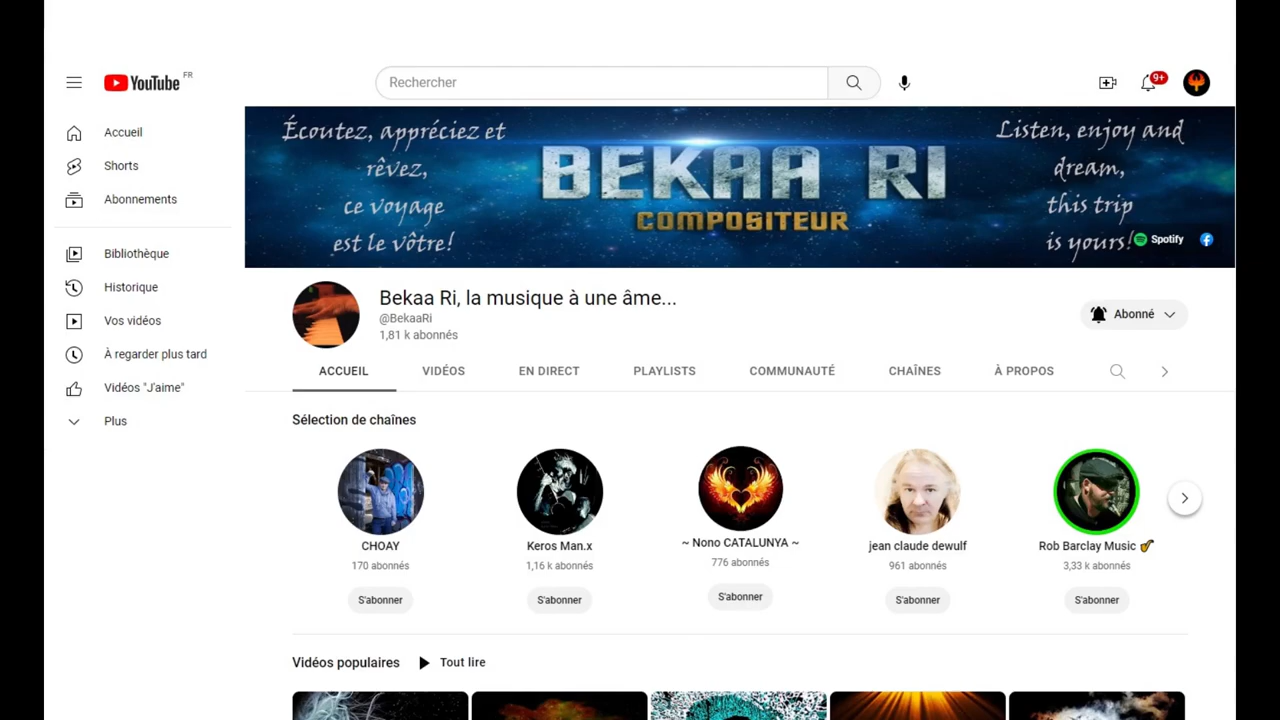 YouTube FR
Rechercher
9+
Accueil
Shorts
Abonnements
Bibliothèque
Historique
Vos vidéos
À regarder plus tard
Vidéos "J'aime"
Plus
Écoutez, appréciez et
rêvez,
ce voyage
est le vôtre!
BEKAA RI
COMPOSITEUR
Listen, enjoy and
dream,
this trip
is yours!
Spotify
Bekaa Ri, la musique à une âme...
@BekaaRi
1,81 k abonnés
Abonné
ACCUEIL VIDÉOS EN DIRECT PLAYLISTS COMMUNAUTÉ CHAÎNES À PROPOS
Sélection de chaînes
CHOAY
170 abonnés
S'abonner
Keros Man.x
1,16 k abonnés
S'abonner
~ Nono CATALUNYA ~
776 abonnés
S'abonner
jean claude dewulf
961 abonnés
S'abonner
Rob Barclay Music 🎷
3,33 k abonnés
S'abonner
Vidéos populaires Tout lire